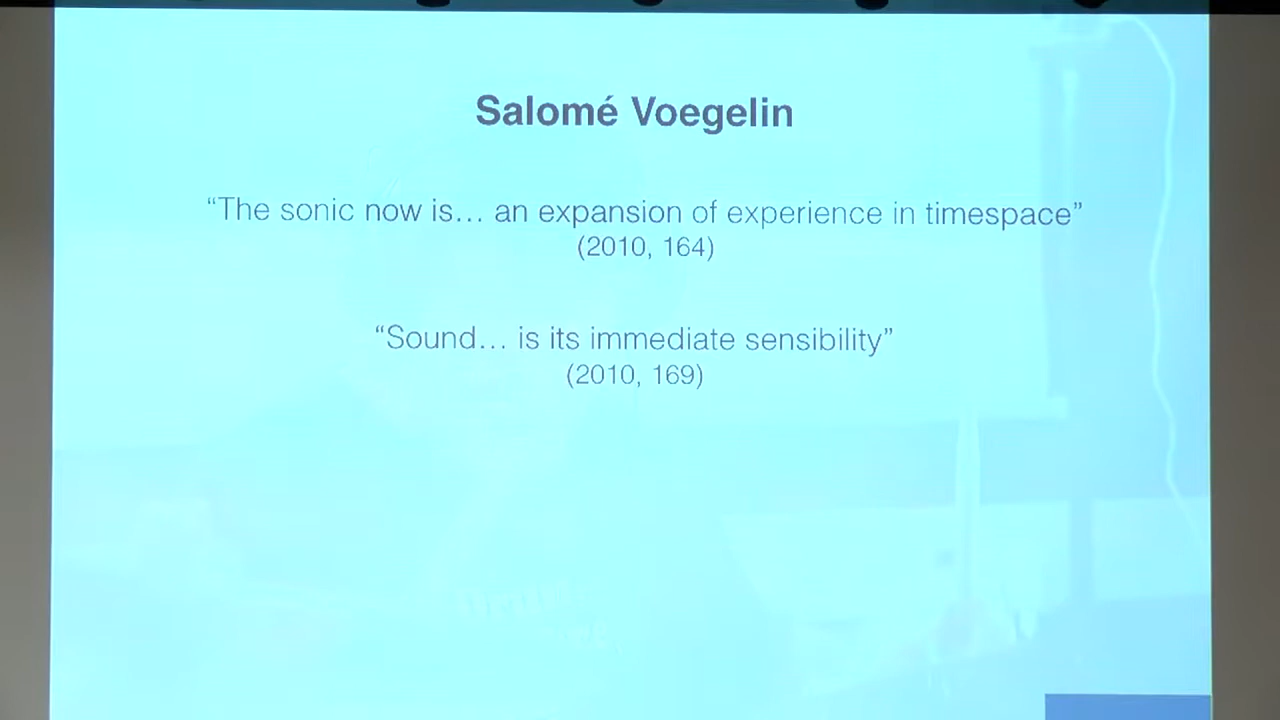 Salomé Voegelin
“The sonic now is… an expansion of experience in timespace”
(2010, 164)
“Sound… is its immediate sensibility”
(2010, 169)